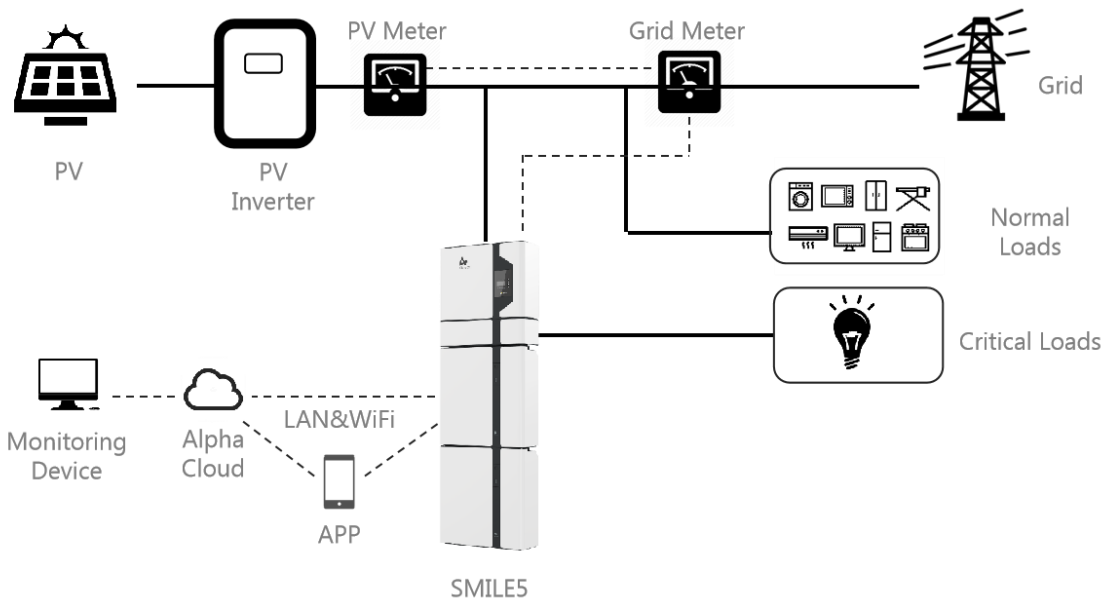 PV Meter
Grid Meter
Grid
PV
PV
Inverter
Normal
Loads
Critical Loads
LAN&WiFi
Monitoring
Device
Alpha
Cloud
APP
SMILE5